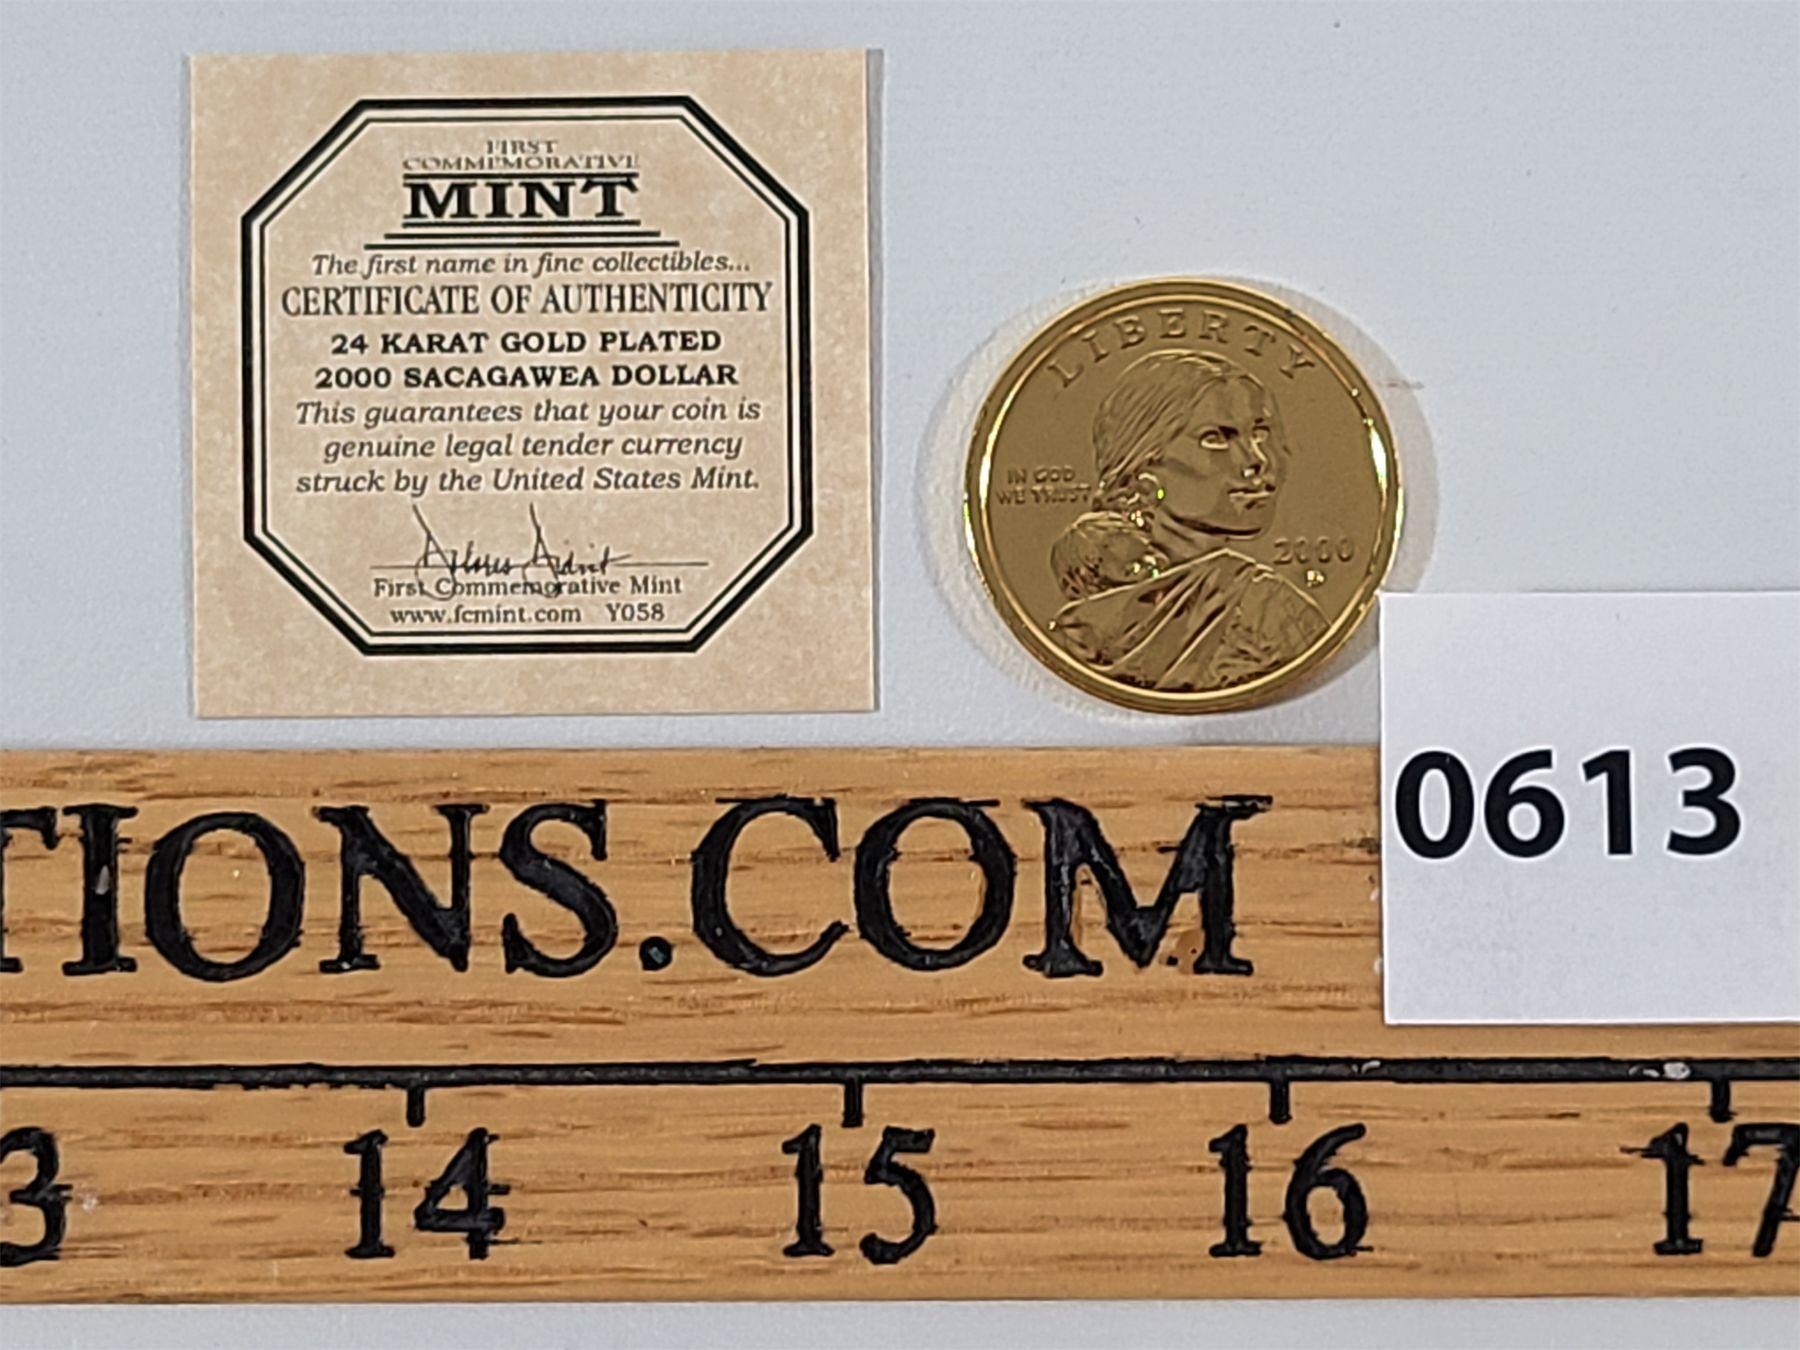 FIRST
COMMEMORATIVE
MINT
The first name in fine collectibles...
CERTIFICATE OF AUTHENTICITY
24 KARAT GOLD PLATED
2000 SACAGAWEA DOLLAR
This guarantees that your coin is
genuine legal tender currency
struck by the United States Mint.
First Commemorative Mint
www.fcmint.com Y058
LIBERTY
IN GOD
WE TRUST
2000
0613
TIONS.COM
3 14 15 16 17